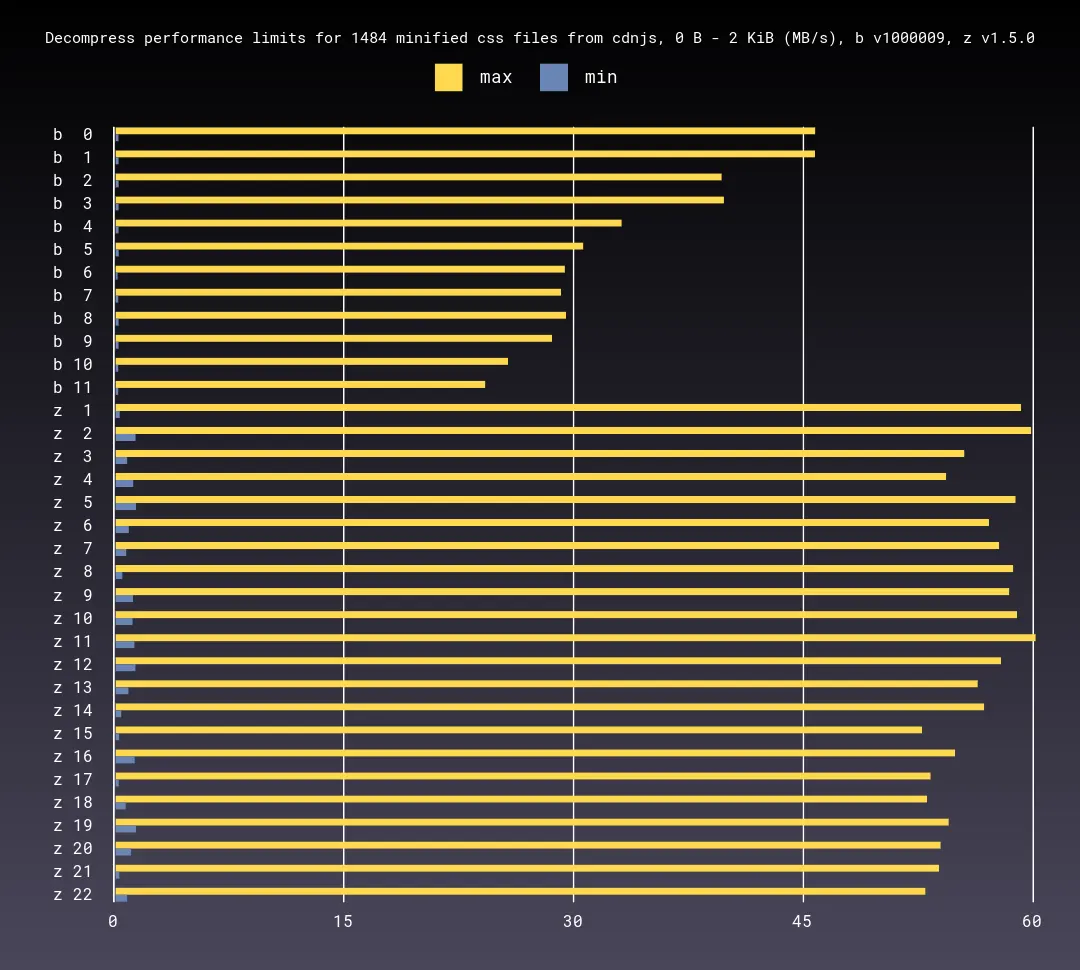 Decompress performance limits for 1484 minified css files from cdnjs, 0 B - 2 KiB (MB/s), b v1000009, z v1.5.0
max min
b 0
b 1
b 2
b 3
b 4
b 5
b 6
b 7
b 8
b 9
b 10
b 11
z 1
z 2
z 3
z 4
z 5
z 6
z 7
z 8
z 9
z 10
z 11
z 12
z 13
z 14
z 15
z 16
z 17
z 18
z 19
z 20
z 21
z 22
0 15 30 45 60